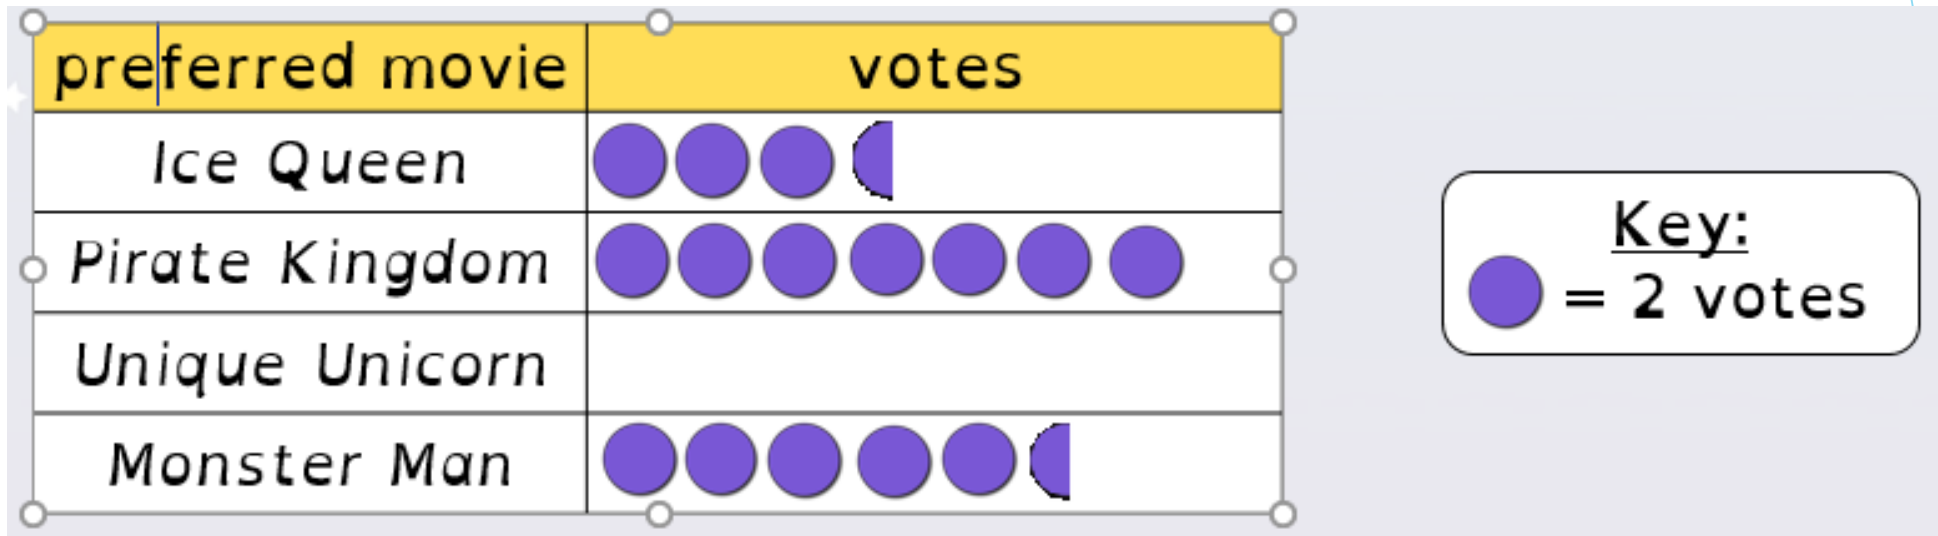 preferred movie votes
Ice Queen
Pirate Kingdom
Unique Unicorn
Monster Man
Key:
= 2 votes